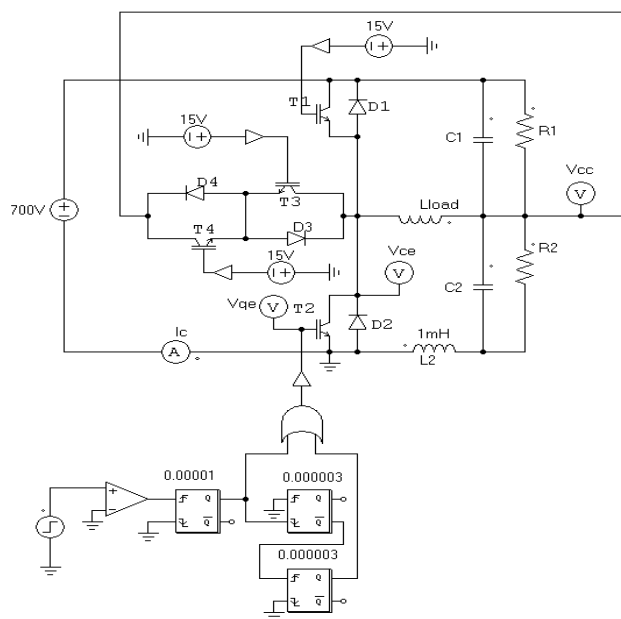 15V
T1
D1
15V
C1
R1
Vcc
V
D4
T3
700V
Lload
T4
D3
15V
Vce
V
R2
C2
Vqe
V
T2
D2
Ic
A
1mH
L2
0.00001
0.000003
Q
Q
Q
Q
0.000003
Q
Q